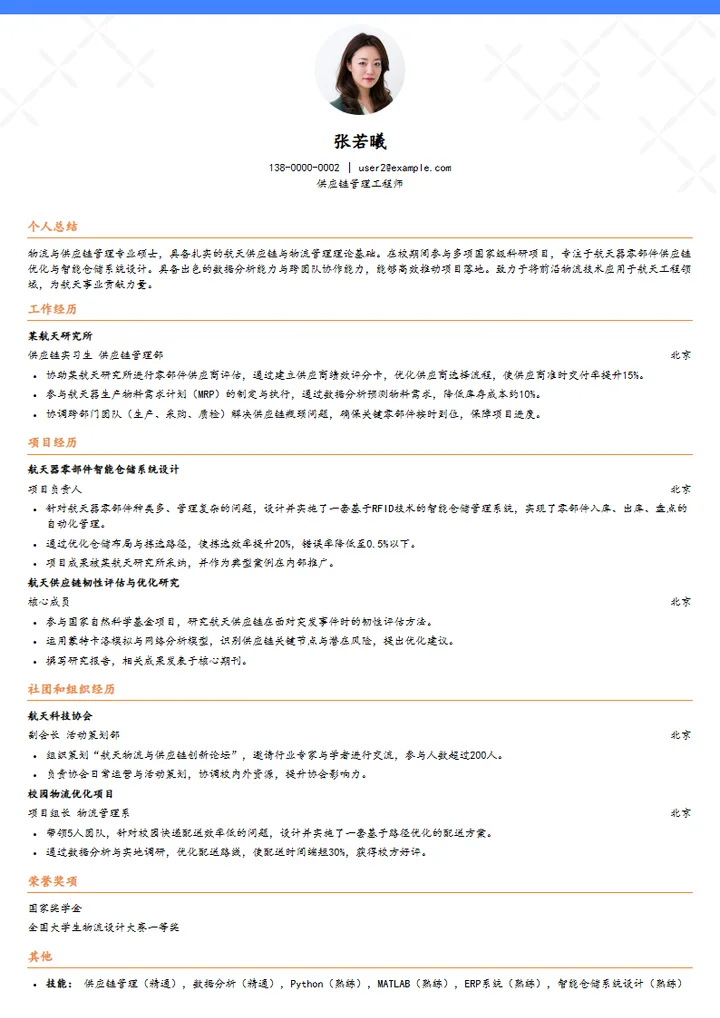 张若曦
138-0000-0002 | user2@example.com
供应链管理工程师
个人总结
物流与供应链管理专业硕士，具备扎实的航天供应链与物流管理理论基础。在校期间参与多项国家级科研项目，专注于航天器零部件供应链
优化与智能仓储系统设计。具备出色的数据分析能力与跨团队协作能力，能够高效推动项目落地。致力于将前沿物流技术应用于航天工程领
域，为航天事业贡献力量。
工作经历
某航天研究所
供应链实习生 供应链管理部 北京
• 协助某航天研究所进行零部件供应商评估，通过建立供应商绩效评分卡，优化供应商选择流程，使供应商准时交付率提升15%。
• 参与航天器生产物料需求计划（MRP）的制定与执行，通过数据分析预测物料需求，降低库存成本约10%。
• 协调跨部门团队（生产、采购、质检）解决供应链瓶颈问题，确保关键零部件按时到位，保障项目进度。
项目经历
航天器零部件智能仓储系统设计
项目负责人 北京
• 针对航天器零部件种类多、管理复杂的问题，设计并实施了一套基于RFID技术的智能仓储管理系统，实现了零部件入库、出库、盘点的
自动化管理。
• 通过优化仓储布局与拣选路径，使拣选效率提升20%，错误率降低至0.5%以下。
• 项目成果被某航天研究所采纳，并作为典型案例在内部推广。
航天供应链韧性评估与优化研究
核心成员 北京
• 参与国家自然科学基金项目，研究航天供应链在面对突发事件时的韧性评估方法。
• 运用蒙特卡洛模拟与网络分析模型，识别供应链关键节点与潜在风险，提出优化建议。
• 撰写研究报告，相关成果发表于核心期刊。
社团和组织经历
航天科技协会
副会长 活动策划部 北京
• 组织策划“航天物流与供应链创新论坛”，邀请行业专家与学者进行交流，参与人数超过200人。
• 负责协会日常运营与活动策划，协调校内外资源，提升协会影响力。
校园物流优化项目
项目组长 物流管理系 北京
• 带领5人团队，针对校园快递配送效率低的问题，设计并实施了一套基于路径优化的配送方案。
• 通过数据分析与实地调研，优化配送路线，使配送时间缩短30%，获得校方好评。
荣誉奖项
国家奖学金
全国大学生物流设计大赛一等奖
其他
• 技能： 供应链管理（精通）, 数据分析（精通）, Python（熟练）, MATLAB（熟练）, ERP系统（熟练）, 智能仓储系统设计（熟练）